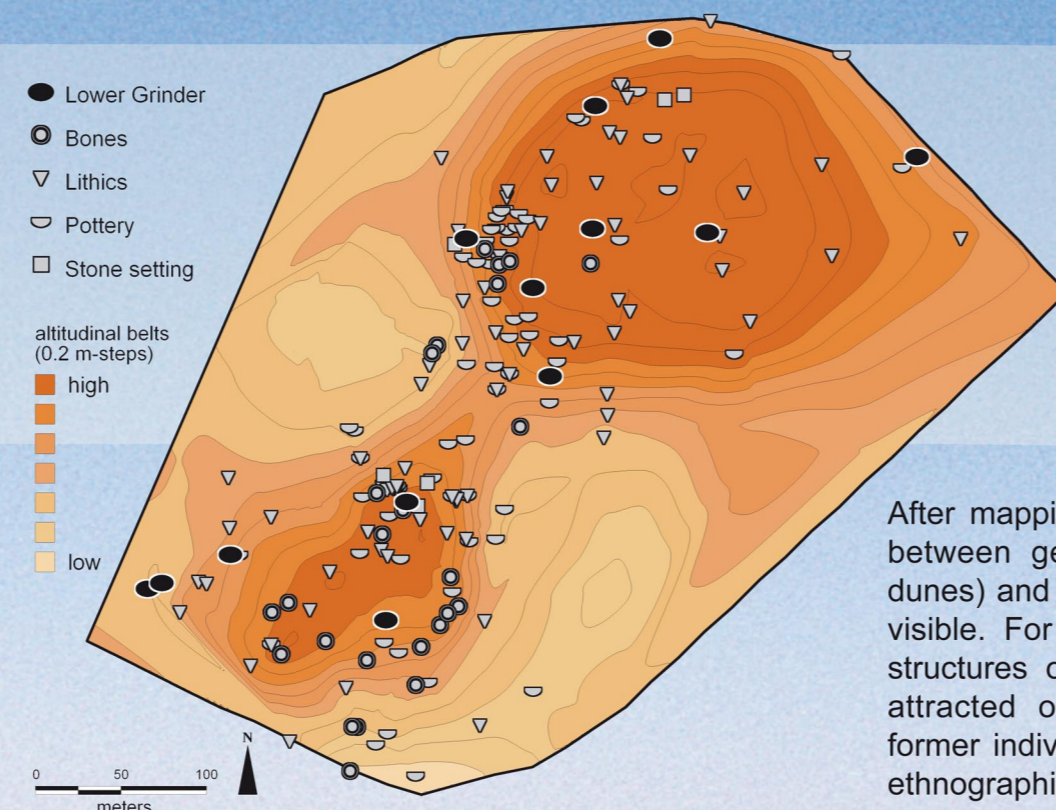 Lower Grinder
Bones
Lithics
Pottery
Stone setting
altitudinal belts
(0.2 m-steps)
high
low
N
0 50 100
meters
After mappi
between ge
dunes) and
visible. For
structures c
attracted o
former indiv
ethnographi